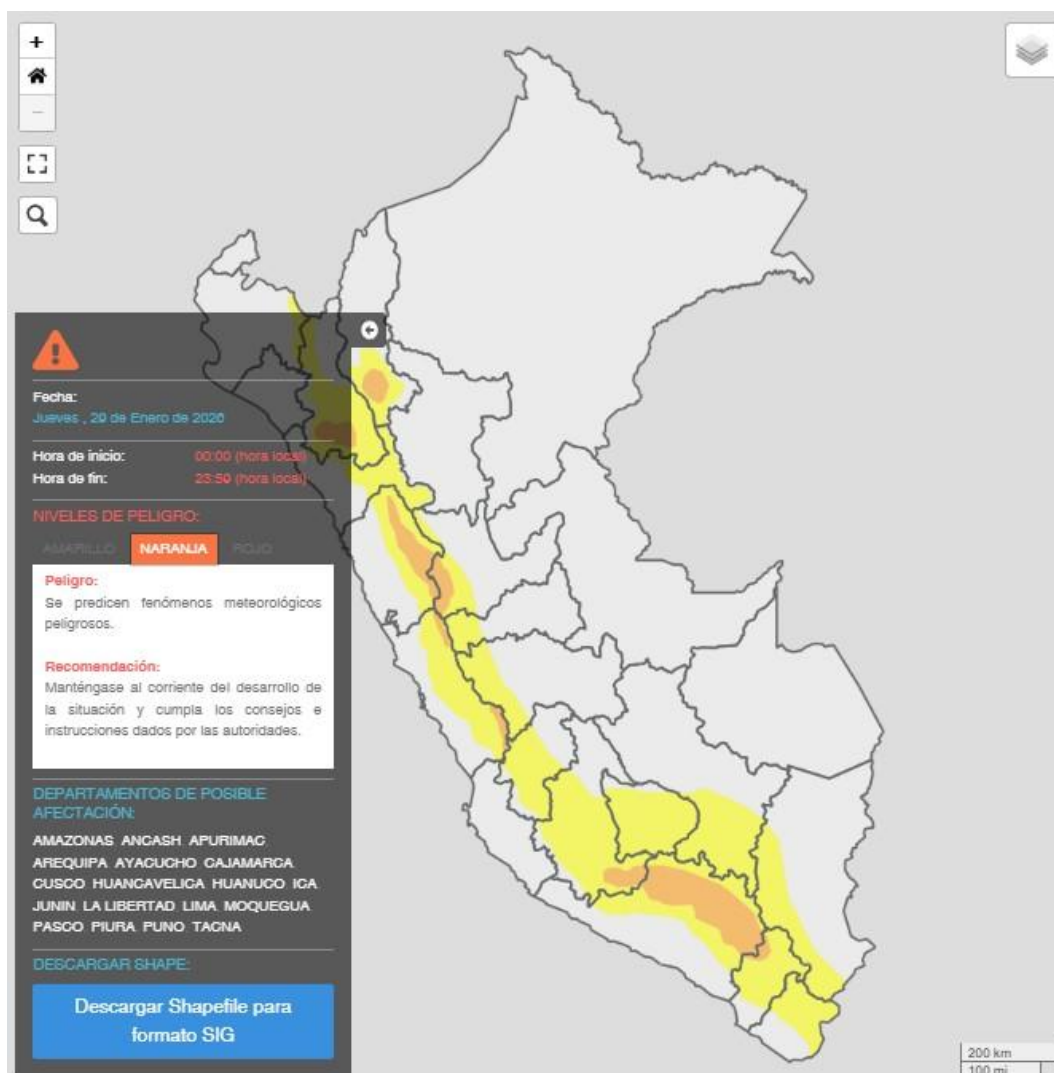 +
−
Fecha:
Jueves , 29 de Enero de 2026
Hora de inicio: 00:00 (hora local)
Hora de fin: 23:59 (hora local)
NIVELES DE PELIGRO:
AMARILLO NARANJA ROJO
Peligro:
Se predicen fenómenos meteorológicos
peligrosos.
Recomendación:
Manténgase al corriente del desarrollo de
la situación y cumpla los consejos e
instrucciones dados por las autoridades.
DEPARTAMENTOS DE POSIBLE
AFECTACIÓN:
AMAZONAS ANCASH APURIMAC
AREQUIPA AYACUCHO CAJAMARCA
CUSCO HUANCAVELICA HUANUCO ICA
JUNIN LA LIBERTAD LIMA MOQUEGUA
PASCO PIURA PUNO TACNA
DESCARGAR SHAPE:
Descargar Shapefile para
formato SIG
200 km
100 mi